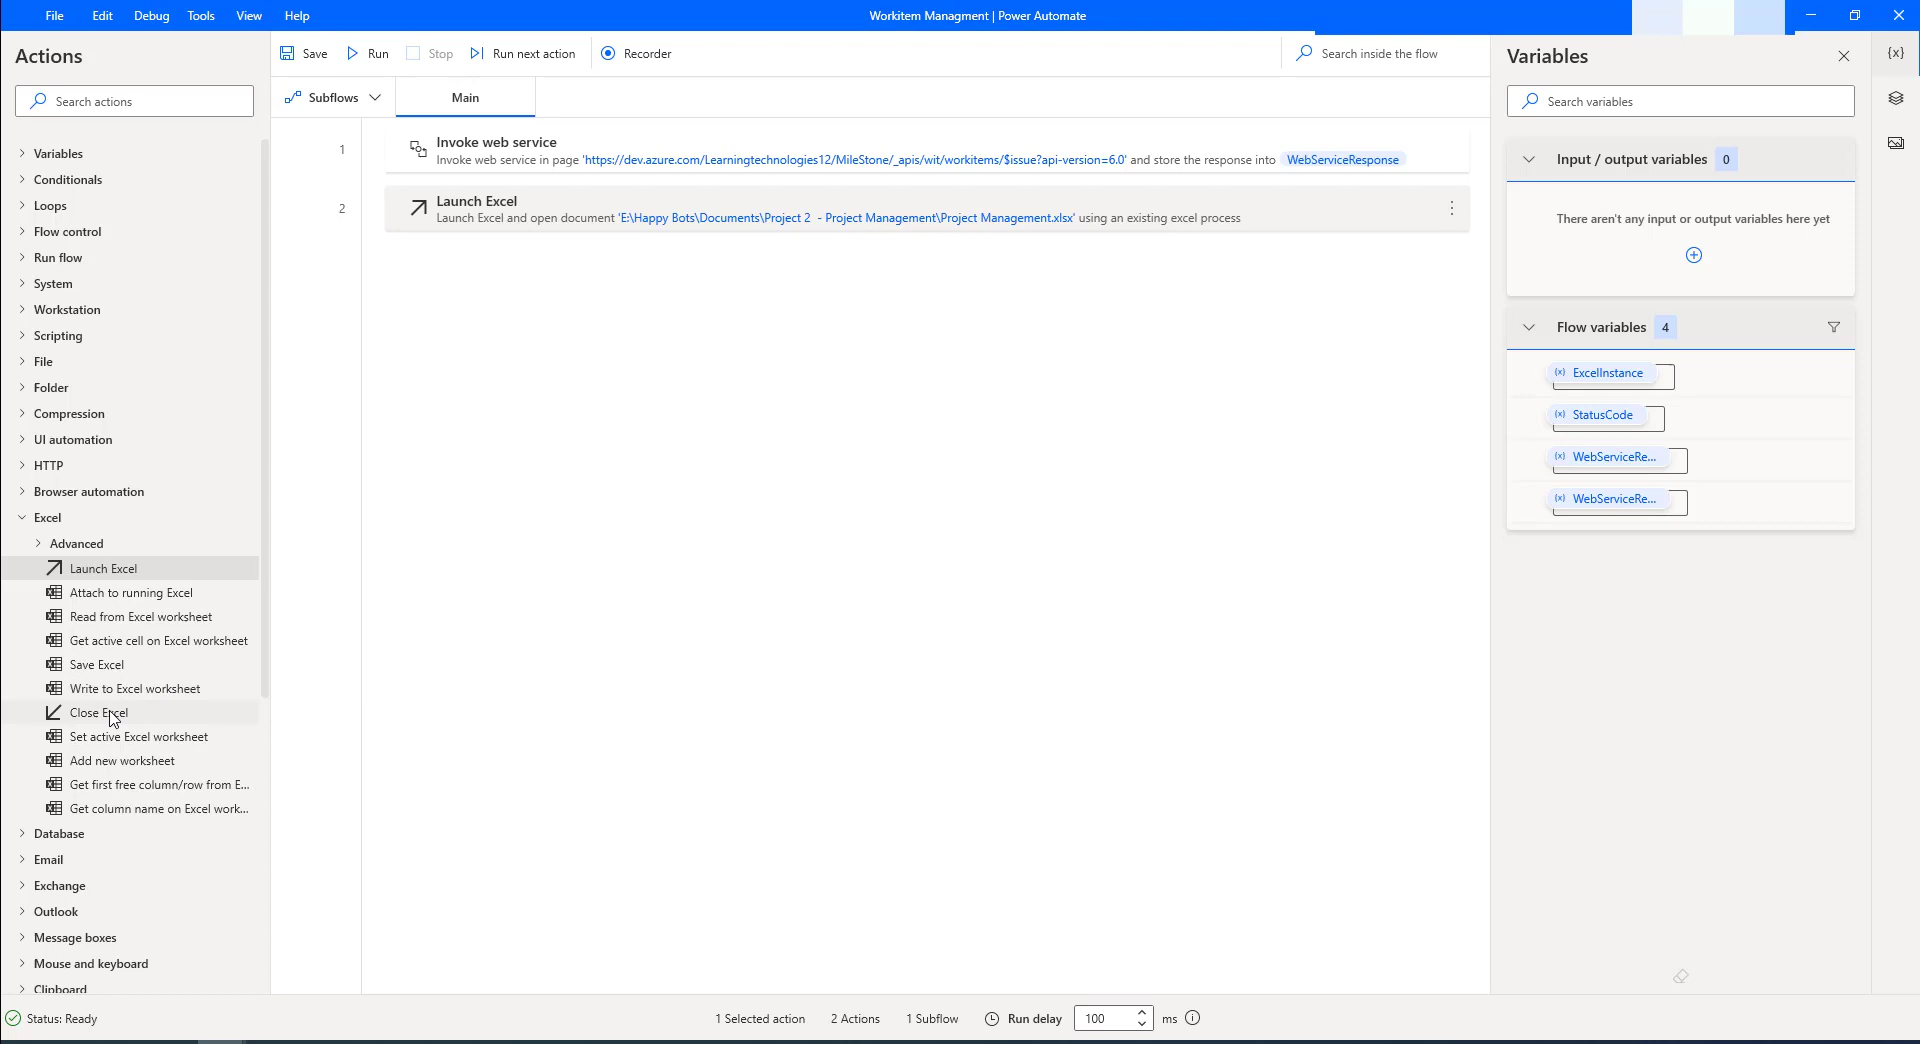 File Edit Debug Tools View Help
Workitem Managment | Power Automate
Actions
Search actions
Variables
Conditionals
Loops
Flow control
Run flow
System
Workstation
Scripting
File
Folder
Compression
UI automation
HTTP
Browser automation
Excel
Advanced
Launch Excel
Attach to running Excel
Read from Excel worksheet
Get active cell on Excel worksheet
Save Excel
Write to Excel worksheet
Close Excel
Set active Excel worksheet
Add new worksheet
Get first free column/row from E...
Get column name on Excel work...
Database
Email
Exchange
Outlook
Message boxes
Mouse and keyboard
Clipboard
Save Run Stop Run next action Recorder
Search inside the flow
Subflows Main
1
Invoke web service
Invoke web service in page 'https://dev.azure.com/Learningtechnologies12/MileStone/_apis/wit/workitems/$issue?api-version=6.0' and store the response into WebServiceResponse
2
Launch Excel
Launch Excel and open document 'E:\Happy Bots\Documents\Project 2 - Project Management\Project Management.xlsx' using an existing excel process
Variables
{x}
Search variables
Input / output variables 0
There aren't any input or output variables here yet
Flow variables 4
(x) ExcelInstance
(x) StatusCode
(x) WebServiceRe...
(x) WebServiceRe...
Status: Ready
1 Selected action 2 Actions 1 Subflow Run delay 100 ms